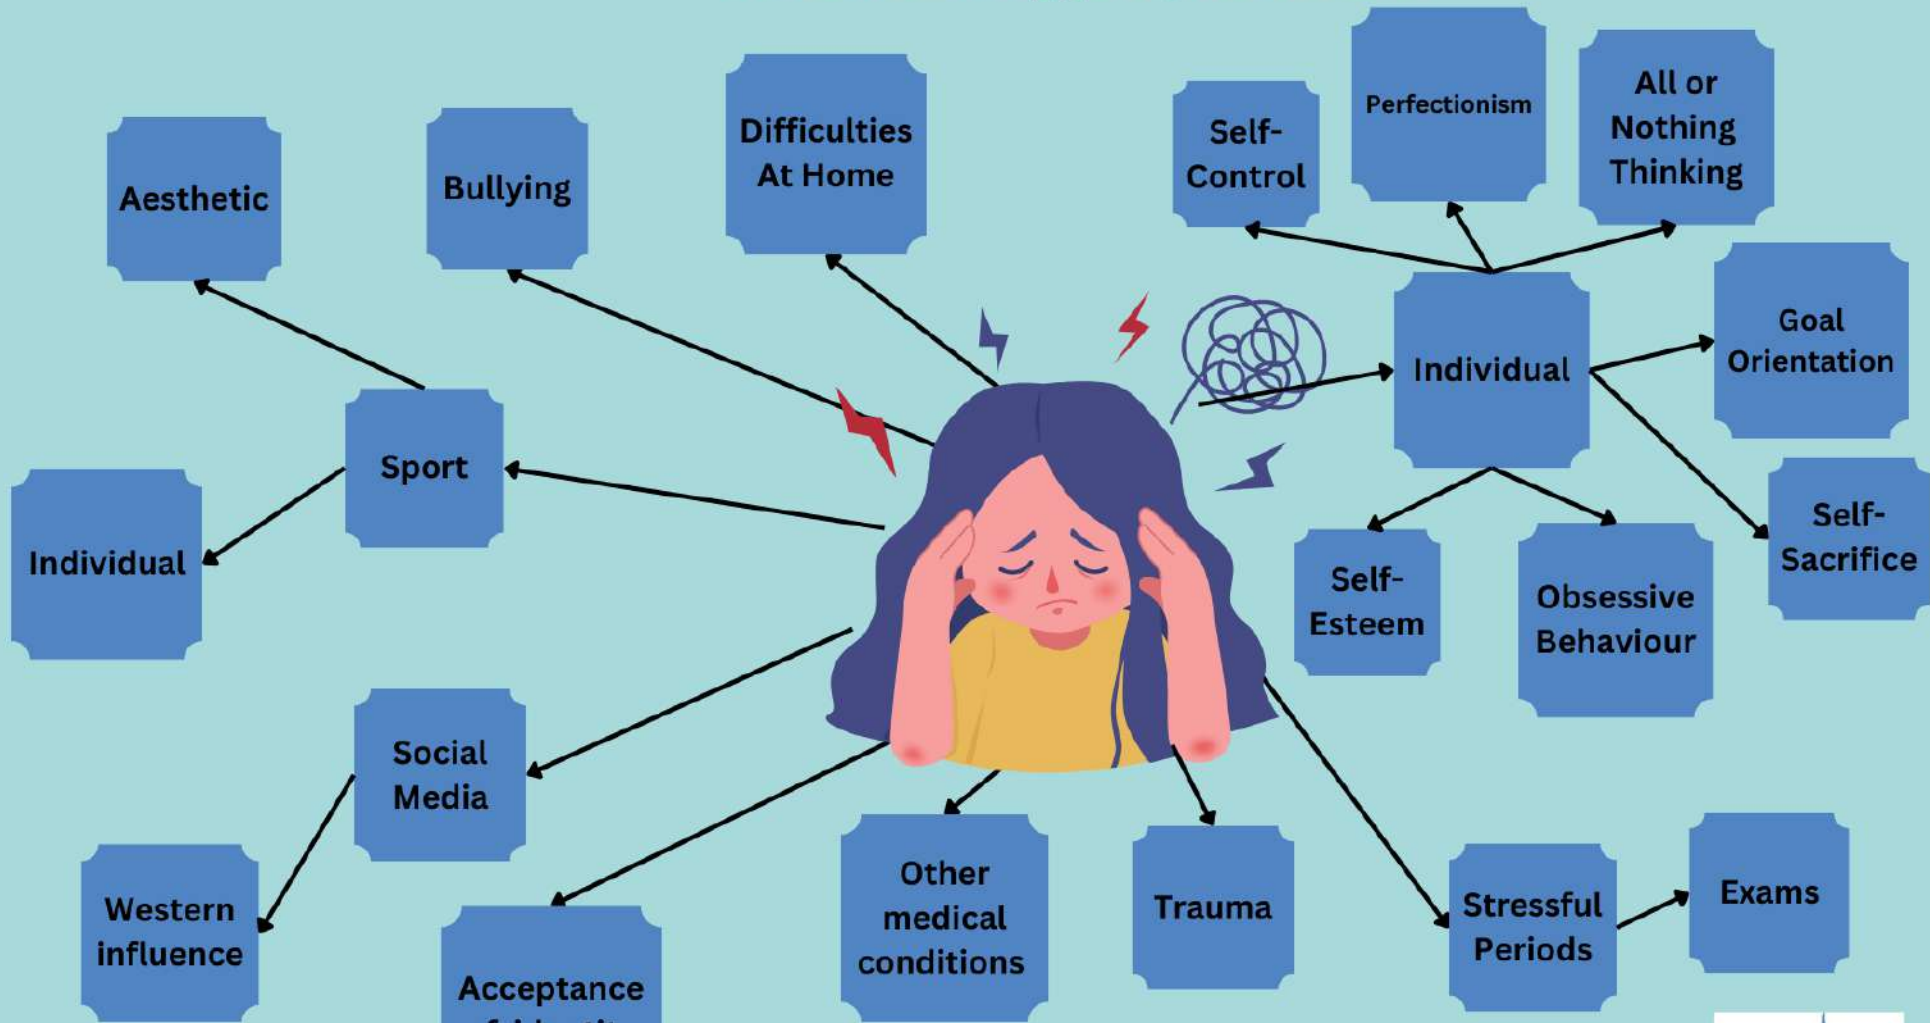 Aesthetic
Bullying
Difficulties
At Home
Self-
Control
Perfectionism
All or
Nothing
Thinking
Sport
Individual
Individual
Goal
Orientation
Self-
Sacrifice
Self-
Esteem
Obsessive
Behaviour
Social
Media
Western
influence
Acceptance
Other
medical
conditions
Trauma
Stressful
Periods
Exams